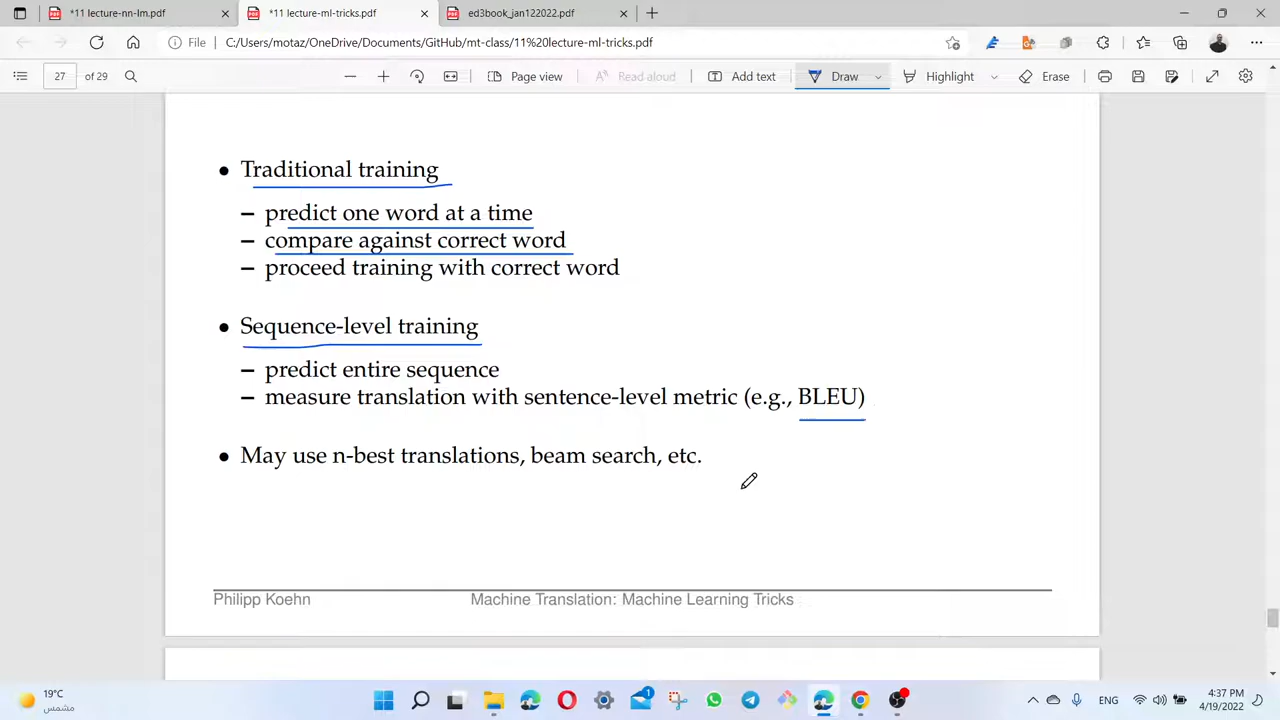 *11 lecture-nn-lm.pdf
*11 lecture-ml-tricks.pdf
ed3book_jan122022.pdf
File
C:/Users/motaz/OneDrive/Documents/GitHub/mt-class/11%20lecture-ml-tricks.pdf
27 of 29
Page view
Read aloud
Add text
Draw
Highlight
Erase
• Traditional training
– predict one word at a time
– compare against correct word
– proceed training with correct word
• Sequence-level training
– predict entire sequence
– measure translation with sentence-level metric (e.g., BLEU)
• May use n-best translations, beam search, etc.
Philipp Koehn
Machine Translation: Machine Learning Tricks
19°C
مشمس
1
ENG
4:37 PM
4/19/2022